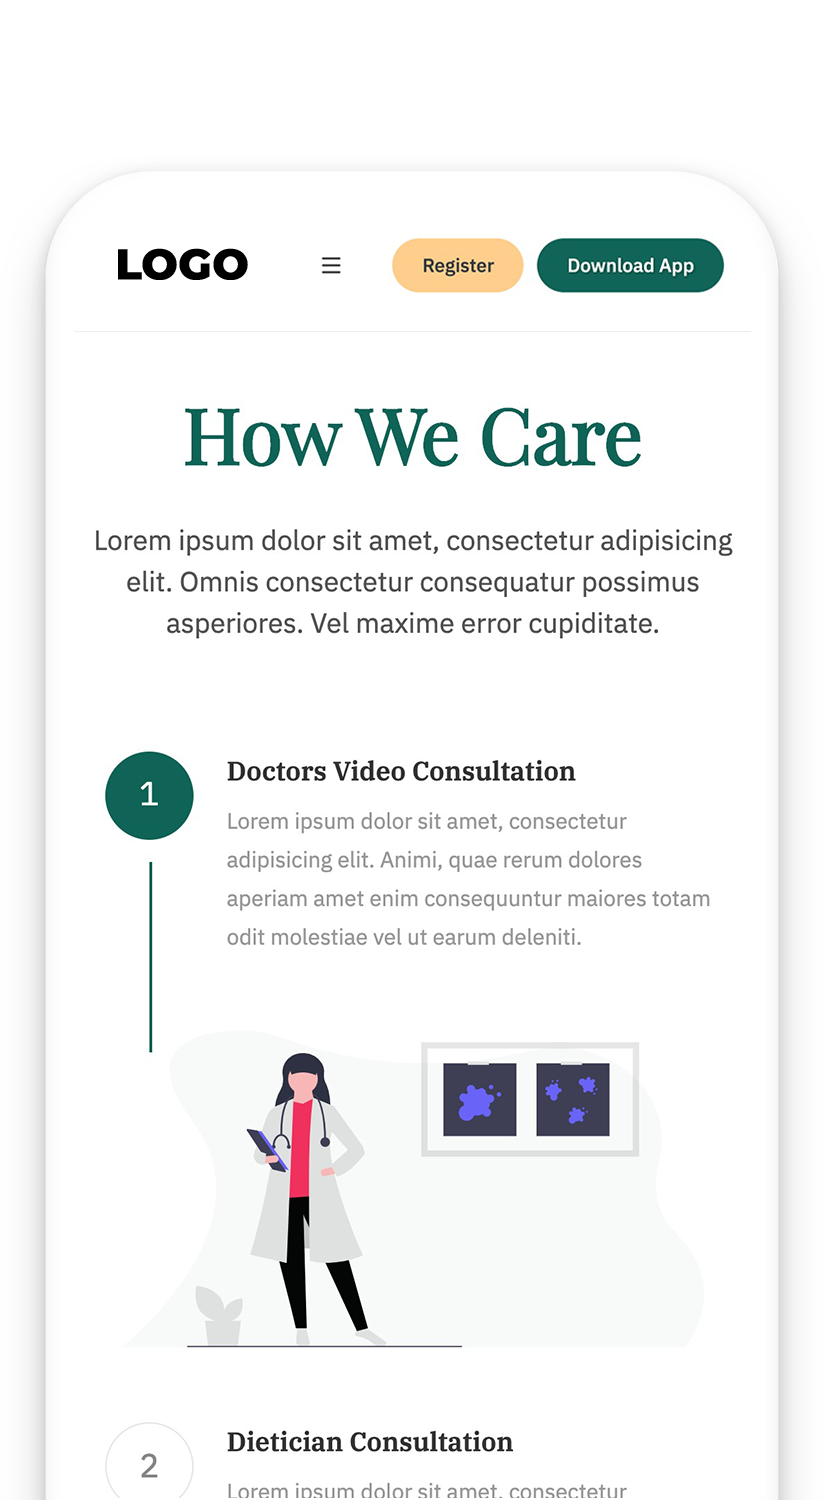 LOGO
Register
Download App
How We Care
Lorem ipsum dolor sit amet, consectetur adipisicing
elit. Omnis consectetur consequatur possimus
asperiores. Vel maxime error cupiditate.
1
Doctors Video Consultation
Lorem ipsum dolor sit amet, consectetur
adipisicing elit. Animi, quae rerum dolores
aperiam amet enim consequuntur maiores totam
odit molestiae vel ut earum deleniti.
2
Dietician Consultation
Lorem ipsum dolor sit amet, consectetur